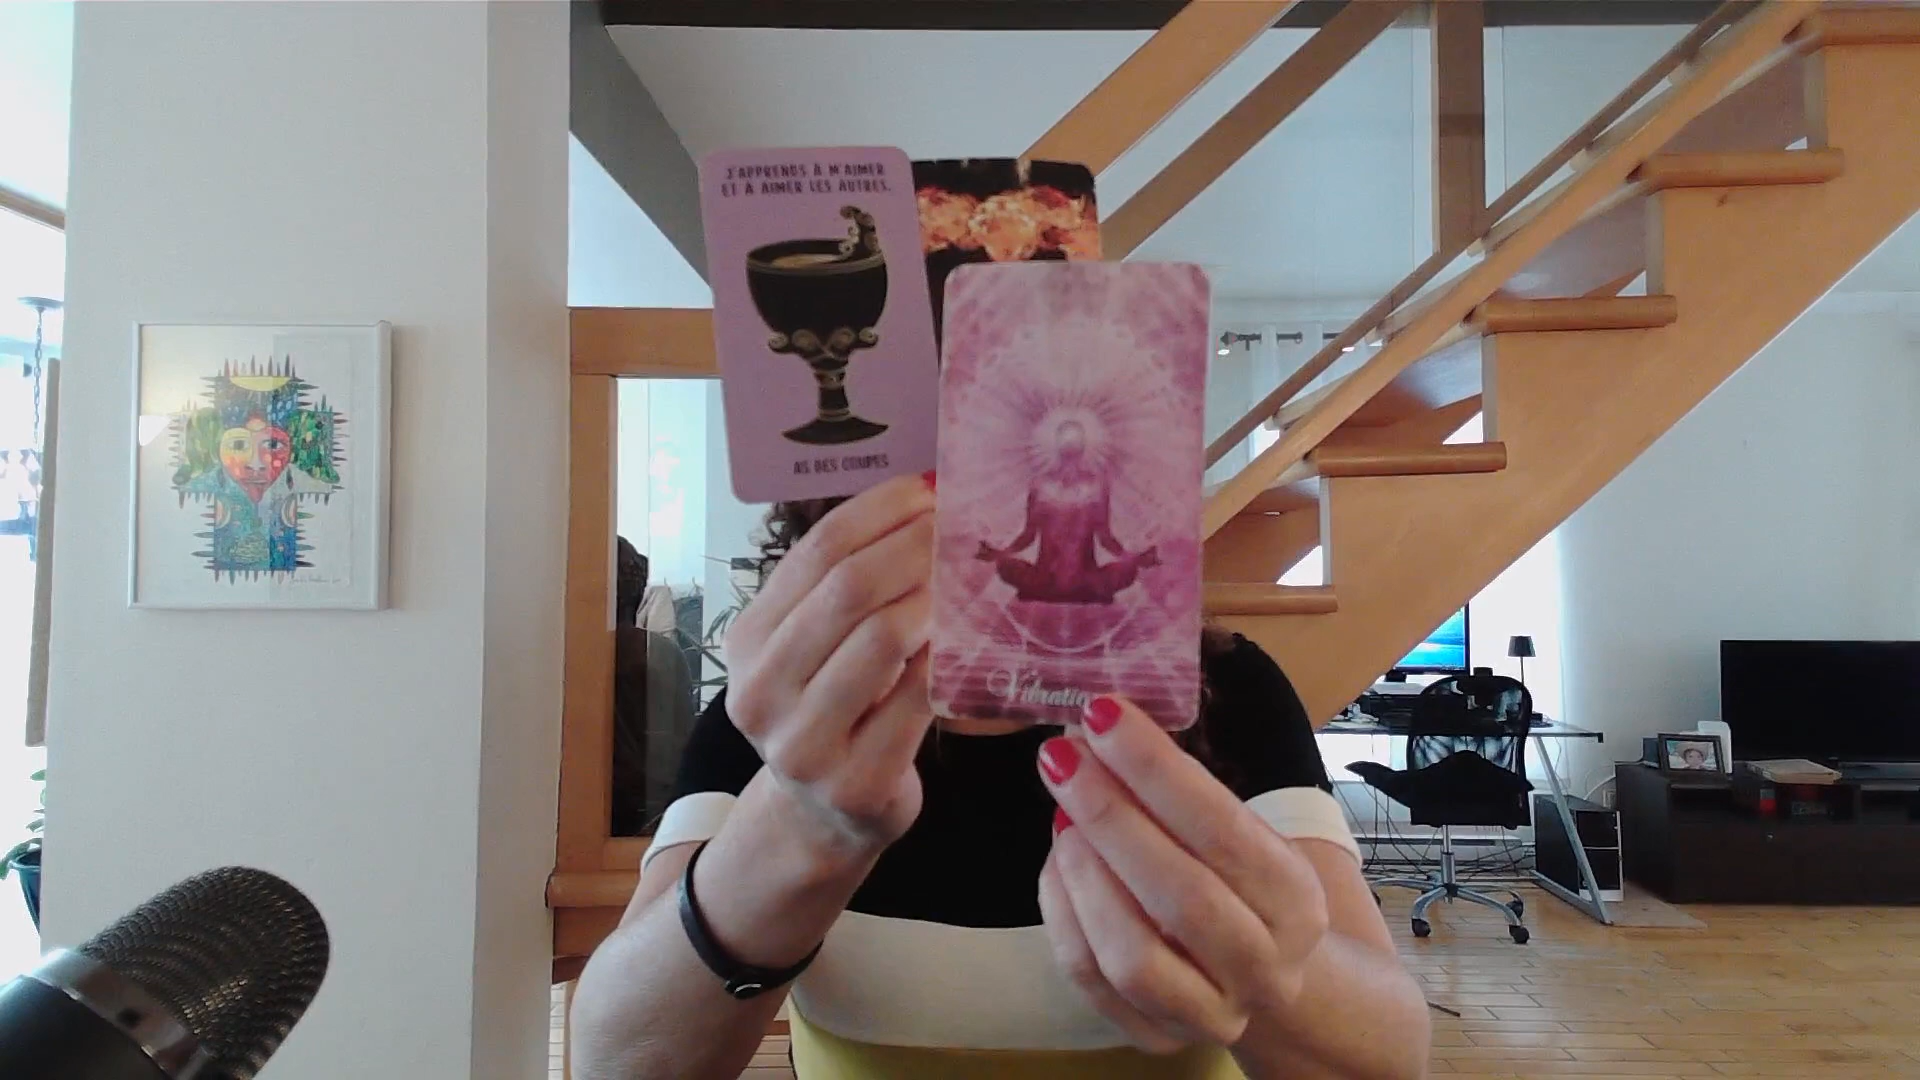 J'APPRENDS À M'AIMER
ET À AIMER LES AUTRES.
AS DES COUPES